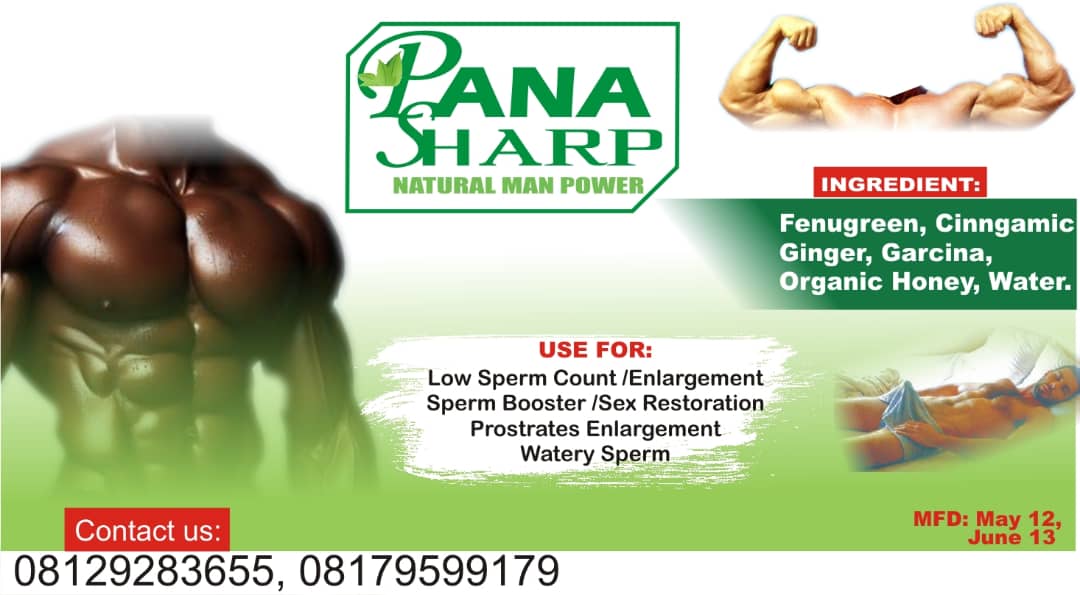 PANA
SHARP
NATURAL MAN POWER
INGREDIENT:
Fenugreen, Cinngamic
Ginger, Garcina,
Organic Honey, Water.
USE FOR:
Low Sperm Count /Enlargement
Sperm Booster /Sex Restoration
Prostrates Enlargement
Watery Sperm
MFD: May 12,
June 13
Contact us:
08129283655, 08179599179